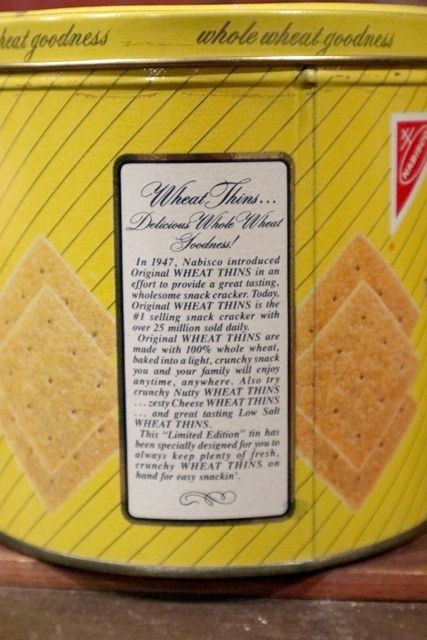 heat goodness
whole wheat goodness
NABISCO
Wheat Thins...
Delicious Whole Wheat
Goodness!
In 1947, Nabisco introduced
Original WHEAT THINS in an
effort to provide a great tasting,
wholesome snack cracker. Today,
Original WHEAT THINS is the
#1 selling snack cracker with
over 25 million sold daily.
Original WHEAT THINS are
made with 100% whole wheat,
baked into a light, crunchy snack
you and your family will enjoy
anytime, anywhere. Also try
crunchy Nutty WHEAT THINS
...zesty Cheese WHEAT THINS
... and great tasting Low Salt
WHEAT THINS.
This "Limited Edition" tin has
been specially designed for you to
always keep plenty of fresh,
crunchy WHEAT THINS on
hand for easy snackin'.